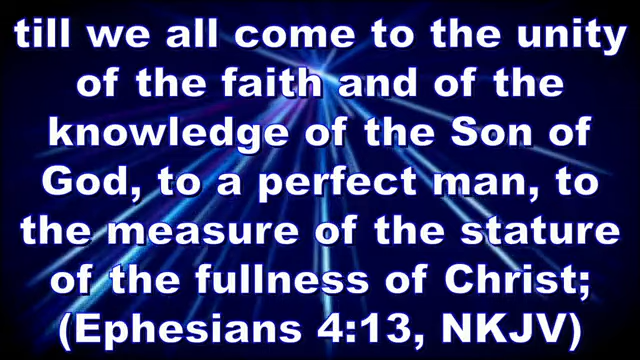 till we all come to the unity
of the faith and of the
knowledge of the Son of
God, to a perfect man, to
the measure of the stature
of the fullness of Christ;
(Ephesians 4:13, NKJV)